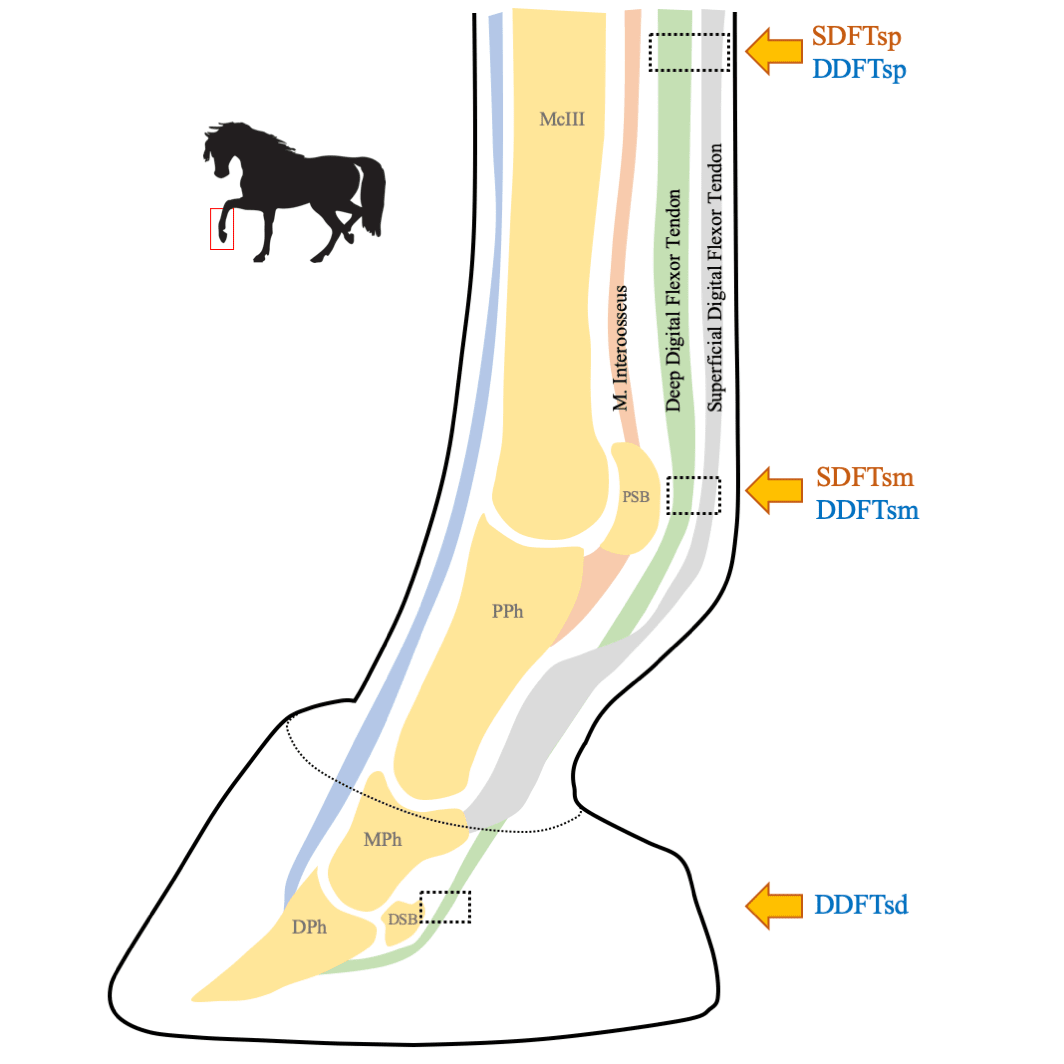 SDFTsp
DDFTsp
McIII
M. Interoosseus
Deep Digital Flexor Tendon
Superficial Digital Flexor Tendon
SDFTsm
DDFTsm
PSB
PPh
MPh
DDFTsd
DSB
DPh